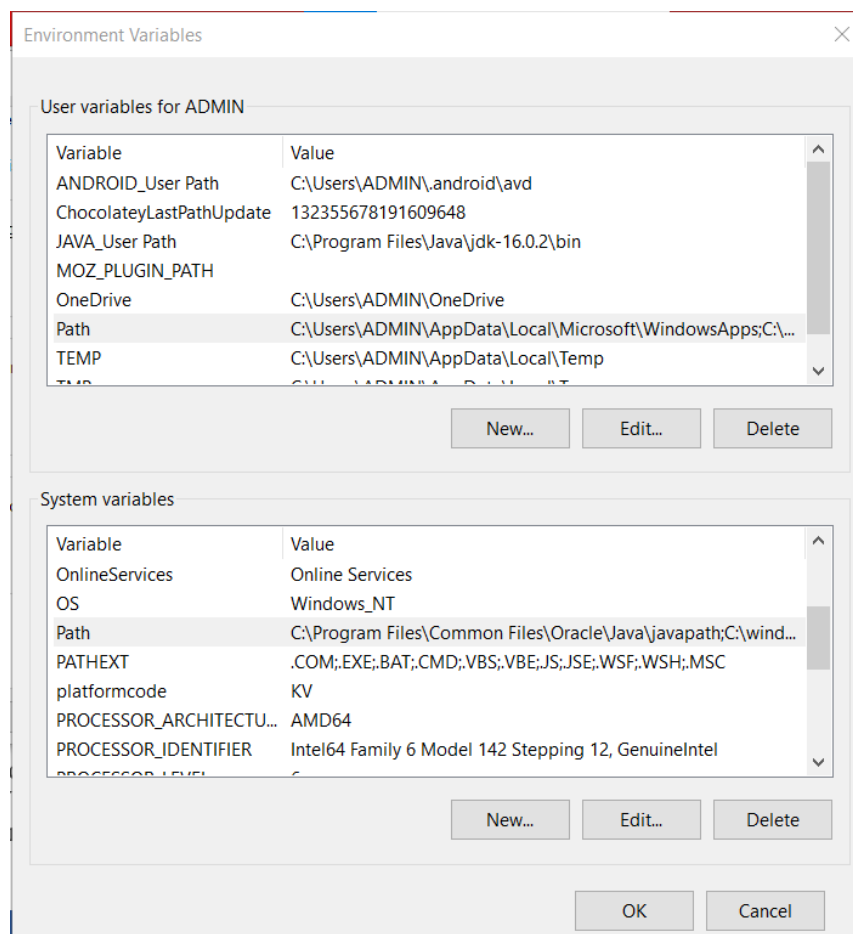 Environment Variables
User variables for ADMIN
Variable Value
ANDROID_User Path C:\Users\ADMIN\.android\avd
ChocolateyLastPathUpdate 132355678191609648
JAVA_User Path C:\Program Files\Java\jdk-16.0.2\bin
MOZ_PLUGIN_PATH
OneDrive C:\Users\ADMIN\OneDrive
Path C:\Users\ADMIN\AppData\Local\Microsoft\WindowsApps;C:\...
TEMP C:\Users\ADMIN\AppData\Local\Temp
New... Edit... Delete
System variables
Variable Value
OnlineServices Online Services
OS Windows_NT
Path C:\Program Files\Common Files\Oracle\Java\javapath;C:\wind...
PATHEXT .COM;.EXE;.BAT;.CMD;.VBS;.VBE;.JS;.JSE;.WSF;.WSH;.MSC
platformcode KV
PROCESSOR_ARCHITECTU... AMD64
PROCESSOR_IDENTIFIER Intel64 Family 6 Model 142 Stepping 12, GenuineIntel
New... Edit... Delete
OK Cancel